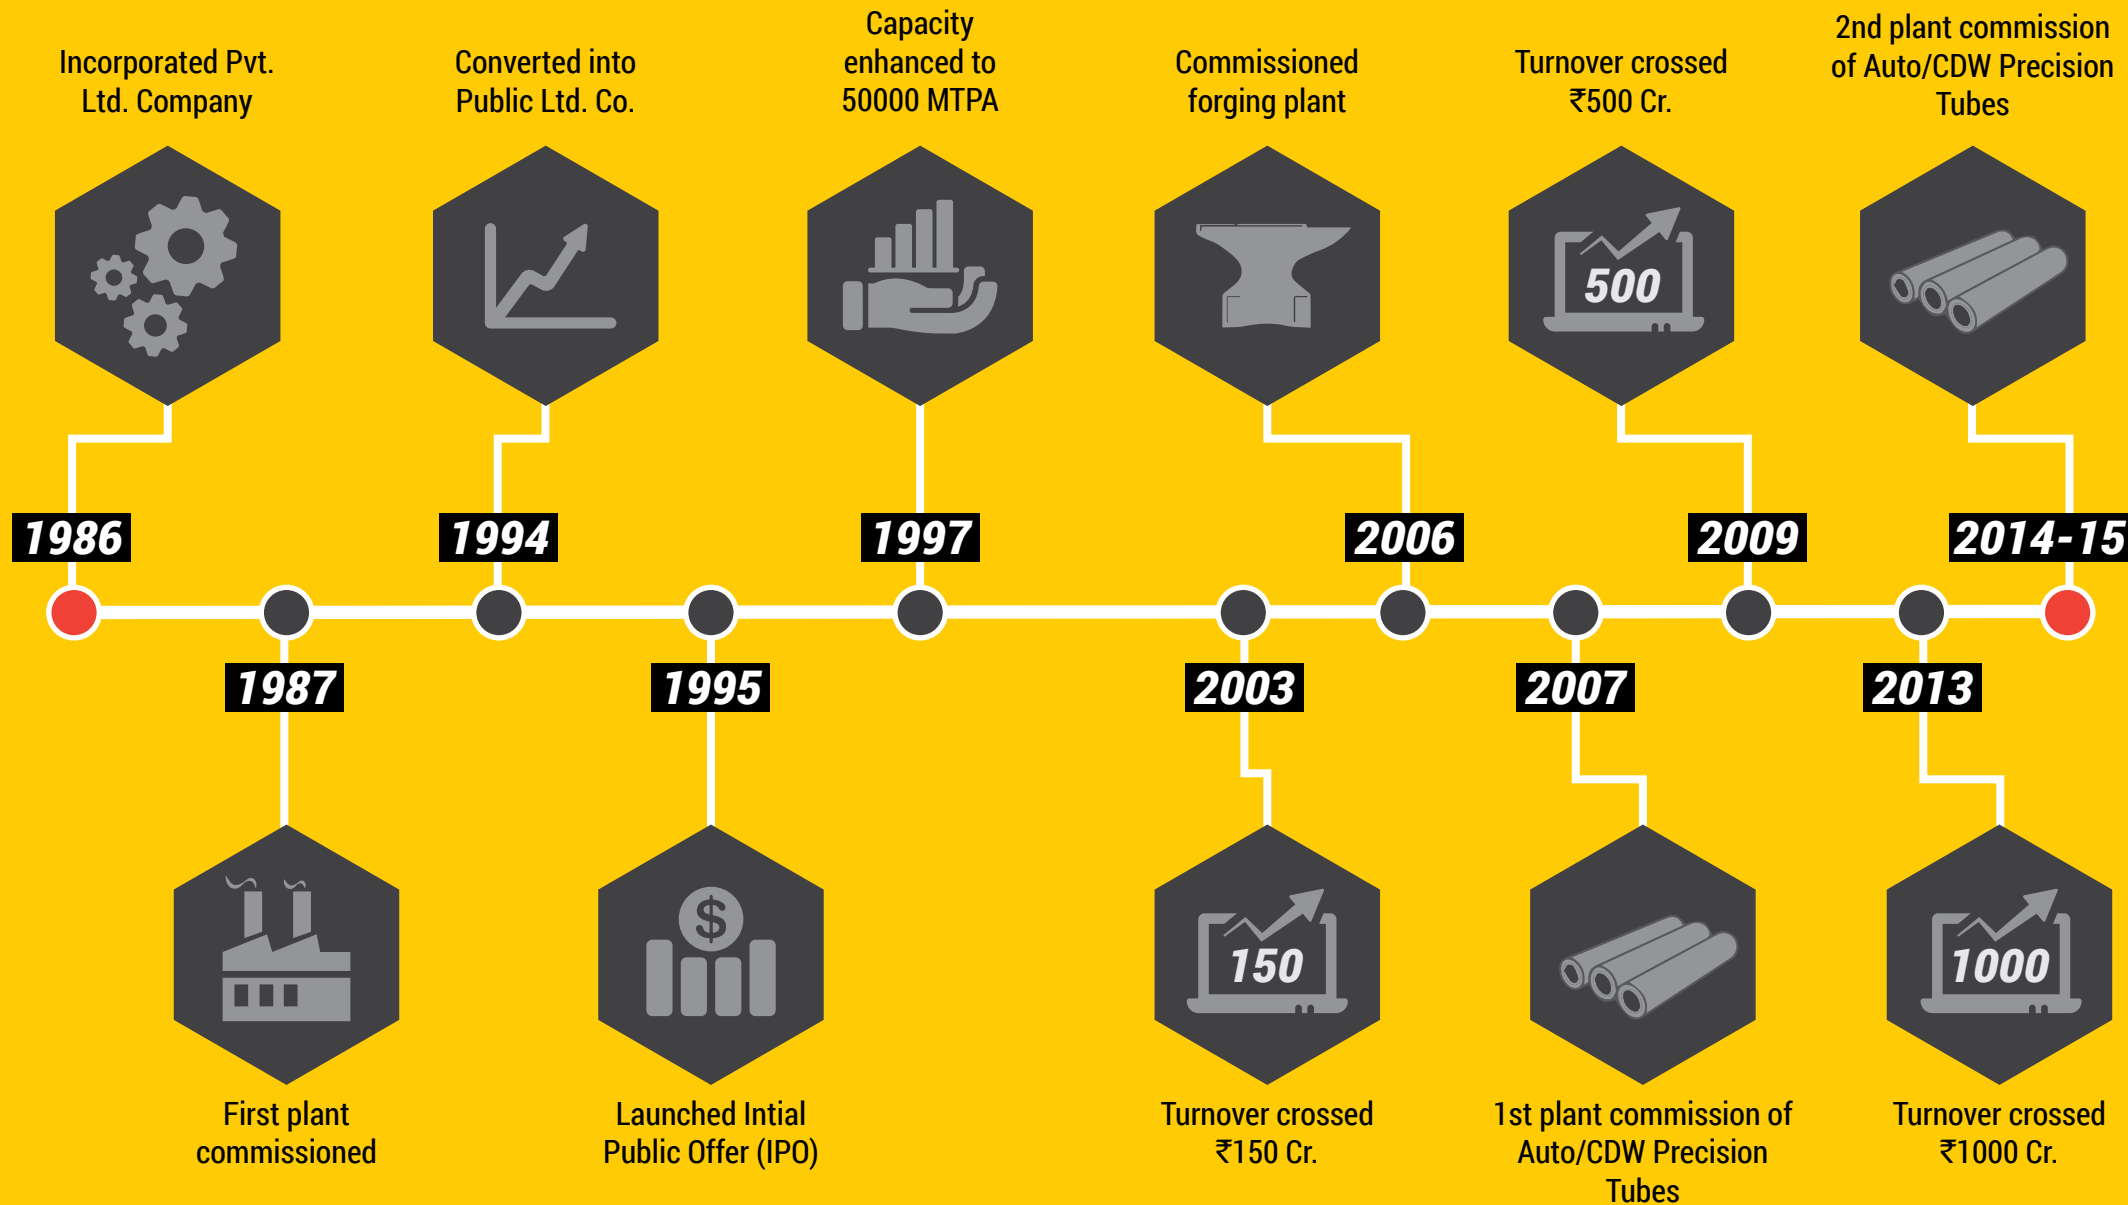 Incorporated Pvt.
Ltd. Company
Converted into
Public Ltd. Co.
Capacity
enhanced to
50000 MTPA
Commissioned
forging plant
Turnover crossed
₹500 Cr.
2nd plant commission
of Auto/CDW Precision
Tubes
500
1986
1994
1997
2006
2009
2014-15
1987
1995
2003
2007
2013
$
150
1000
First plant
commissioned
Launched Intial
Public Offer (IPO)
Turnover crossed
₹150 Cr.
1st plant commission of
Auto/CDW Precision
Tubes
Turnover crossed
₹1000 Cr.